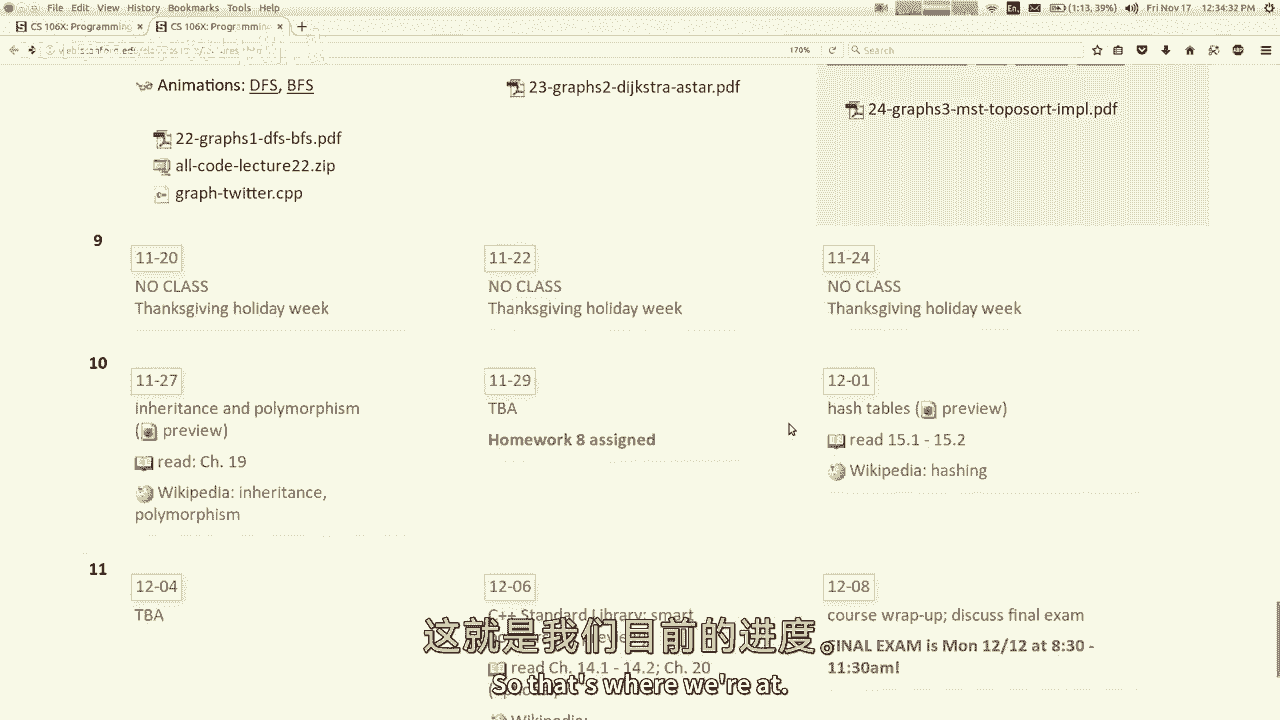 File Edit View History Bookmarks Tools Help
En
(1:13, 39%)
Fri Nov 17 12:34:32 PM
CS 106X: Programming
CS 106X: Programming
170%
Search
Animations: DFS, BFS
22-graphs1-dfs-bfs.pdf
all-code-lecture22.zip
graph-twitter.cpp
23-graphs2-dijkstra-astar.pdf
24-graphs3-mst-toposort-impl.pdf
9
11-20
NO CLASS
Thanksgiving holiday week
11-22
NO CLASS
Thanksgiving holiday week
11-24
NO CLASS
Thanksgiving holiday week
10
11-27
inheritance and polymorphism
(preview)
read: Ch. 19
Wikipedia: inheritance,
polymorphism
11-29
TBA
Homework 8 assigned
12-01
hash tables (preview)
read 15.1 - 15.2
Wikipedia: hashing
11
12-04
TBA
12-06
C++ Standard Library; smart
read Ch. 14.1 - 14.2; Ch. 20
Wikipedia:
12-08
course wrap-up; discuss final exam
FINAL EXAM is Mon 12/12 at 8:30 -
11:30am!
这就是我们目前的进度。
So that's where we're at.